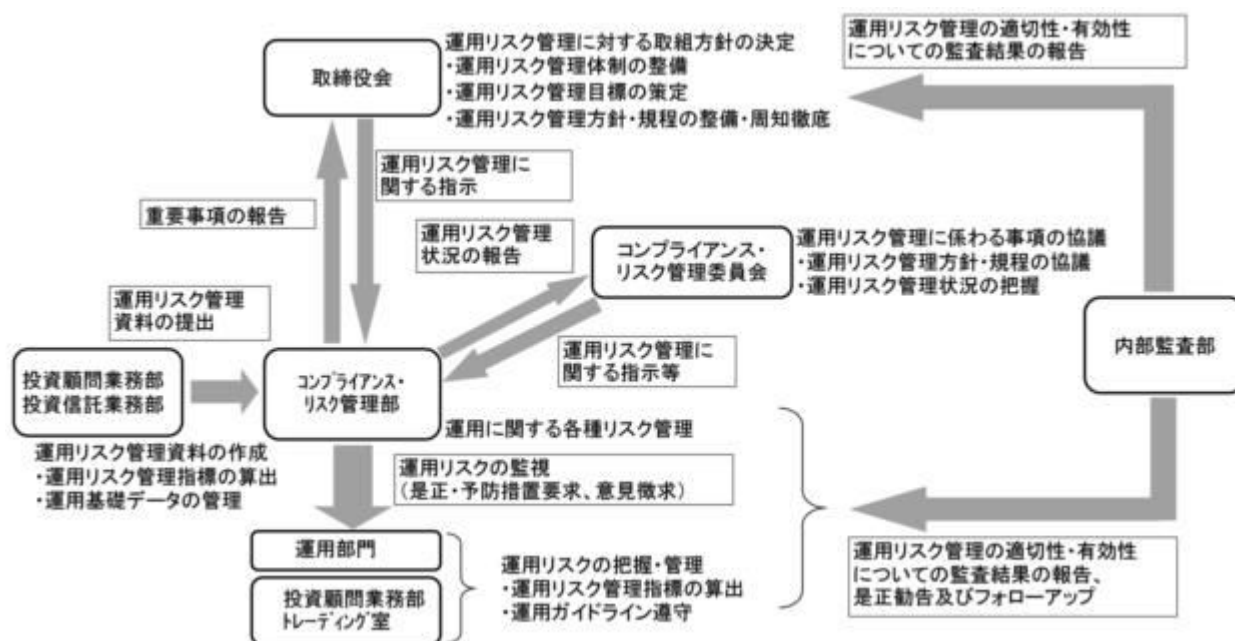 取締役会
運用リスク管理に対する取組方針の決定
・運用リスク管理体制の整備
・運用リスク管理目標の策定
・運用リスク管理方針・規程の整備・周知徹底
運用リスク管理の適切性・有効性
についての監査結果の報告
運用リスク管理に
関する指示
重要事項の報告
運用リスク管理
状況の報告
コンプライアンス・
リスク管理委員会
運用リスク管理に係わる事項の協議
・運用リスク管理方針・規程の協議
・運用リスク管理状況の把握
運用リスク管理
資料の提出
運用リスク管理に
関する指示等
内部監査部
投資顧問業務部
投資信託業務部
コンプライアンス・
リスク管理部
運用に関する各種リスク管理
運用リスク管理資料の作成
・運用リスク管理指標の算出
・運用基礎データの管理
運用リスクの監視
(是正・予防措置要求、意見徴求)
運用部門
投資顧問業務部
トレーディング室
運用リスクの把握・管理
・運用リスク管理指標の算出
・運用ガイドライン遵守
運用リスク管理の適切性・有効性
についての監査結果の報告、
是正勧告及びフォローアップ